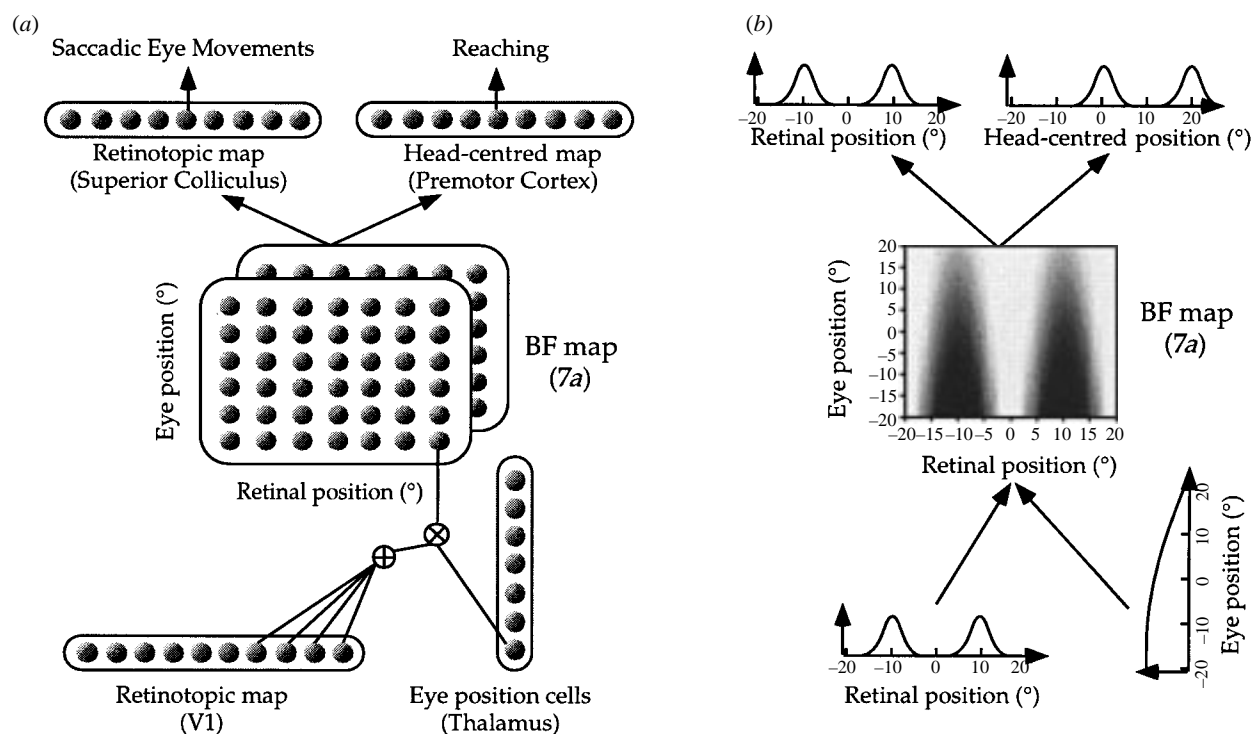 (a)
Saccadic Eye Movements
Reaching
Retinotopic map
(Superior Colliculus)
Head-centred map
(Premotor Cortex)
Eye position (°)
BF map
(7a)
Retinal position (°)
Retinotopic map
(V1)
Eye position cells
(Thalamus)
(b)
−20 −10 0 10 20
Retinal position (°)
−20 −10 0 10 20
Head-centred position (°)
Eye position (°)
20
15
10
5
0
−5
−10
−15
−20
−20 −15 −10 −5 0 5 10 15 20
Retinal position (°)
BF map
(7a)
−20 −10 0 10 20
Retinal position (°)
20
10
0
−10
−20
Eye position (°)